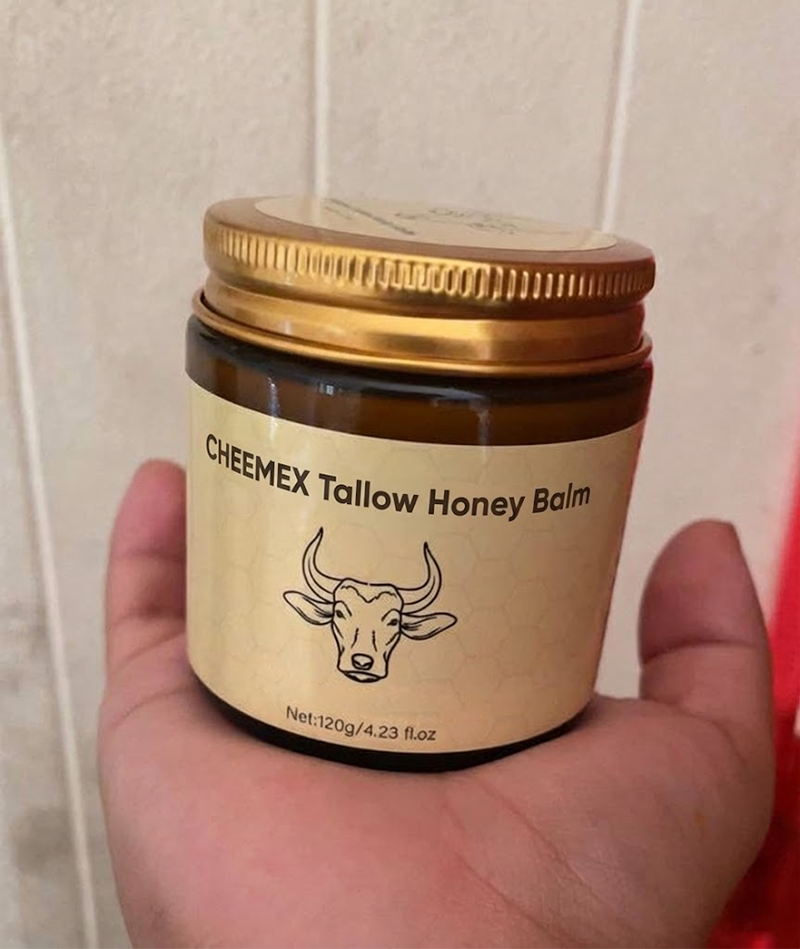 CHEEMEX Tallow Honey Balm
Net:120g/4.23 fl.oz